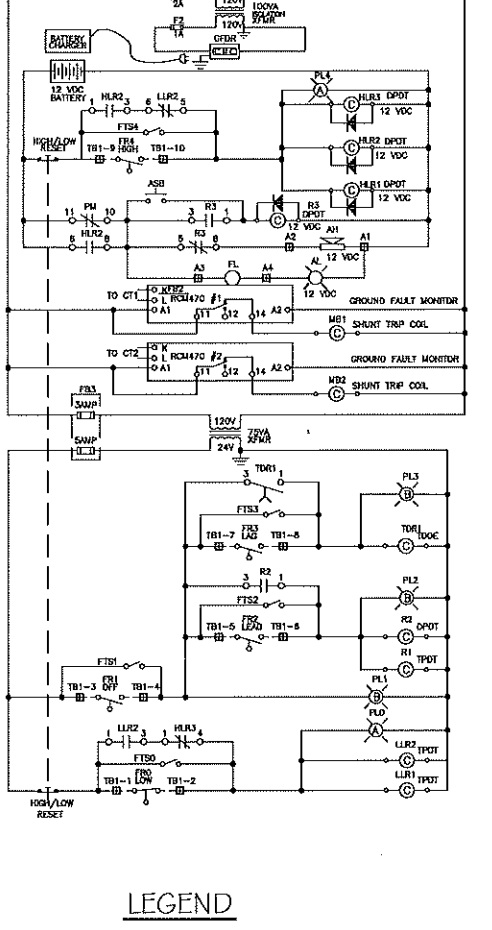 2A
120V
100VA
ISOLATION
XFMR
F2
1A
120V
GFDR
BATTERY
CHARGER
12 VDC
BATTERY
PL4
A
1 HLR2 3 6 LLR2 5
C HLR3 DPDT
12 VDC
FTS4
HIGH/LOW
RESET
TB1-9 FR4 TB1-10
HIGH
C HLR2 DPDT
12 VDC
ASB
C HLR1 DPDT
12 VDC
11 PM 10
3 R3 1
R3
C DPDT
12 VDC
6 HLR2 8
5 R3 8
A2 AH A1
12 VDC
A3 FL A4
AL
12 VDC
TO CT1
K
L RCM470 #1
A1 11 12 14 A2
GROUND FAULT MONITOR
MB1
C SHUNT TRIP COIL
TO CT2
K
L RCM470 #2
A1 11 12 14 A2
GROUND FAULT MONITOR
MB2
C SHUNT TRIP COIL
FB3
3AMP
5AMP
120V
75VA
XFMR
24V
TDR1
3 1
PL3
B
FTS3
TB1-7 FR3 TB1-8
LAG
TDR1
C TDOE
R2
3 1
PL2
B
FTS2
TB1-5 FR2 TB1-6
LEAD
R2
C DPDT
R1
C TPDT
FTS1
TB1-3 FR1 TB1-4
OFF
PL1
B
PL0
A
1 LLR2 3 1 HLR3 4
FTS0
LLR2
C TPDT
TB1-1 FR0 TB1-2
LOW
LLR1
C TPDT
HIGH/LOW
RESET
LEGEND